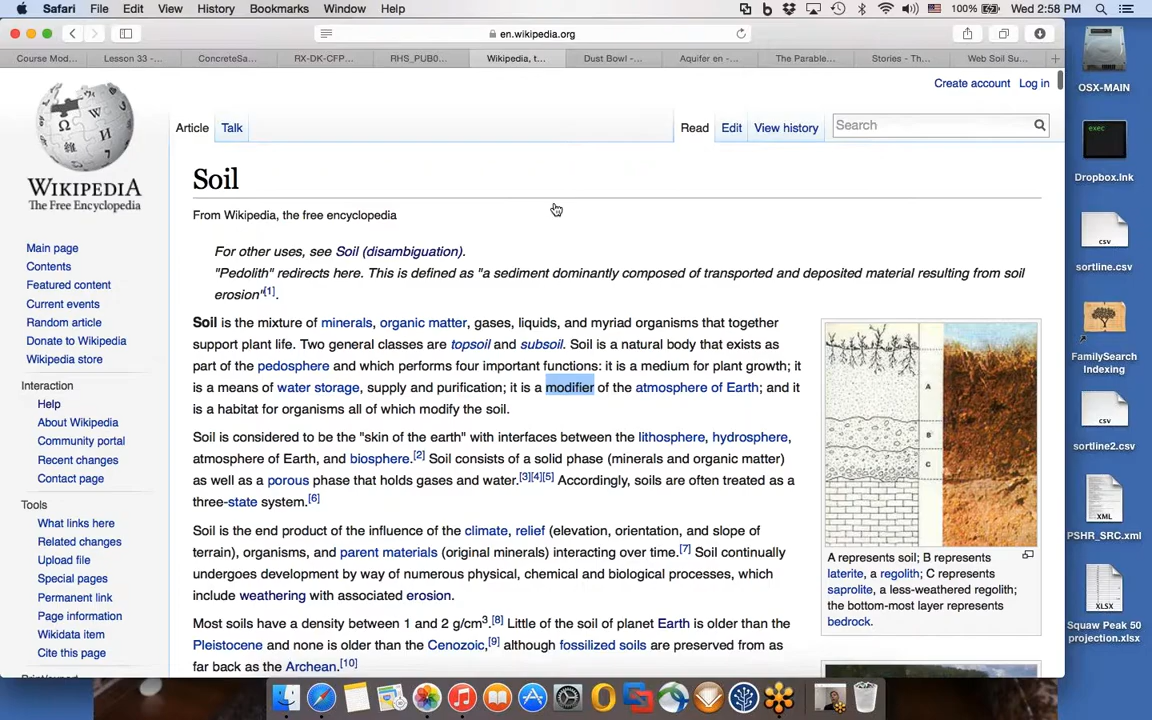 Safari File Edit View History Bookmarks Window Help 100% Wed 2:58 PM
en.wikipedia.org
Course Mod... Lesson 33 -... ConcreteSa... RX-DK-CFP... RHS_PUB0... Wikipedia, t... Dust Bowl -... Aquifer en -... The Parable... Stories - Th... Web Soil Su... +
Create account Log in
Article Talk Read Edit View history Search
WIKIPEDIA
The Free Encyclopedia
Soil
From Wikipedia, the free encyclopedia
For other uses, see Soil (disambiguation).
"Pedolith" redirects here. This is defined as "a sediment dominantly composed of transported and deposited material resulting from soil
erosion"[1].
Soil is the mixture of minerals, organic matter, gases, liquids, and myriad organisms that together
support plant life. Two general classes are topsoil and subsoil. Soil is a natural body that exists as
part of the pedosphere and which performs four important functions: it is a medium for plant growth; it
is a means of water storage, supply and purification; it is a modifier of the atmosphere of Earth; and it
is a habitat for organisms all of which modify the soil.
Soil is considered to be the "skin of the earth" with interfaces between the lithosphere, hydrosphere,
atmosphere of Earth, and biosphere.[2] Soil consists of a solid phase (minerals and organic matter)
as well as a porous phase that holds gases and water.[3][4][5] Accordingly, soils are often treated as a
three-state system.[6]
Soil is the end product of the influence of the climate, relief (elevation, orientation, and slope of
terrain), organisms, and parent materials (original minerals) interacting over time.[7] Soil continually
undergoes development by way of numerous physical, chemical and biological processes, which
include weathering with associated erosion.
Most soils have a density between 1 and 2 g/cm3.[8] Little of the soil of planet Earth is older than the
Pleistocene and none is older than the Cenozoic,[9] although fossilized soils are preserved from as
far back as the Archean.[10]
A
B
C
A represents soil; B represents
laterite, a regolith; C represents
saprolite, a less-weathered regolith;
the bottom-most layer represents
bedrock.
Main page
Contents
Featured content
Current events
Random article
Donate to Wikipedia
Wikipedia store
Interaction
Help
About Wikipedia
Community portal
Recent changes
Contact page
Tools
What links here
Related changes
Upload file
Special pages
Permanent link
Page information
Wikidata item
Cite this page
OSX-MAIN
exec
Dropbox.lnk
csv
sortline.csv
FamilySearch
Indexing
csv
sortline2.csv
XML
PSHR_SRC.xml
XLSX
Squaw Peak 50
projection.xlsx